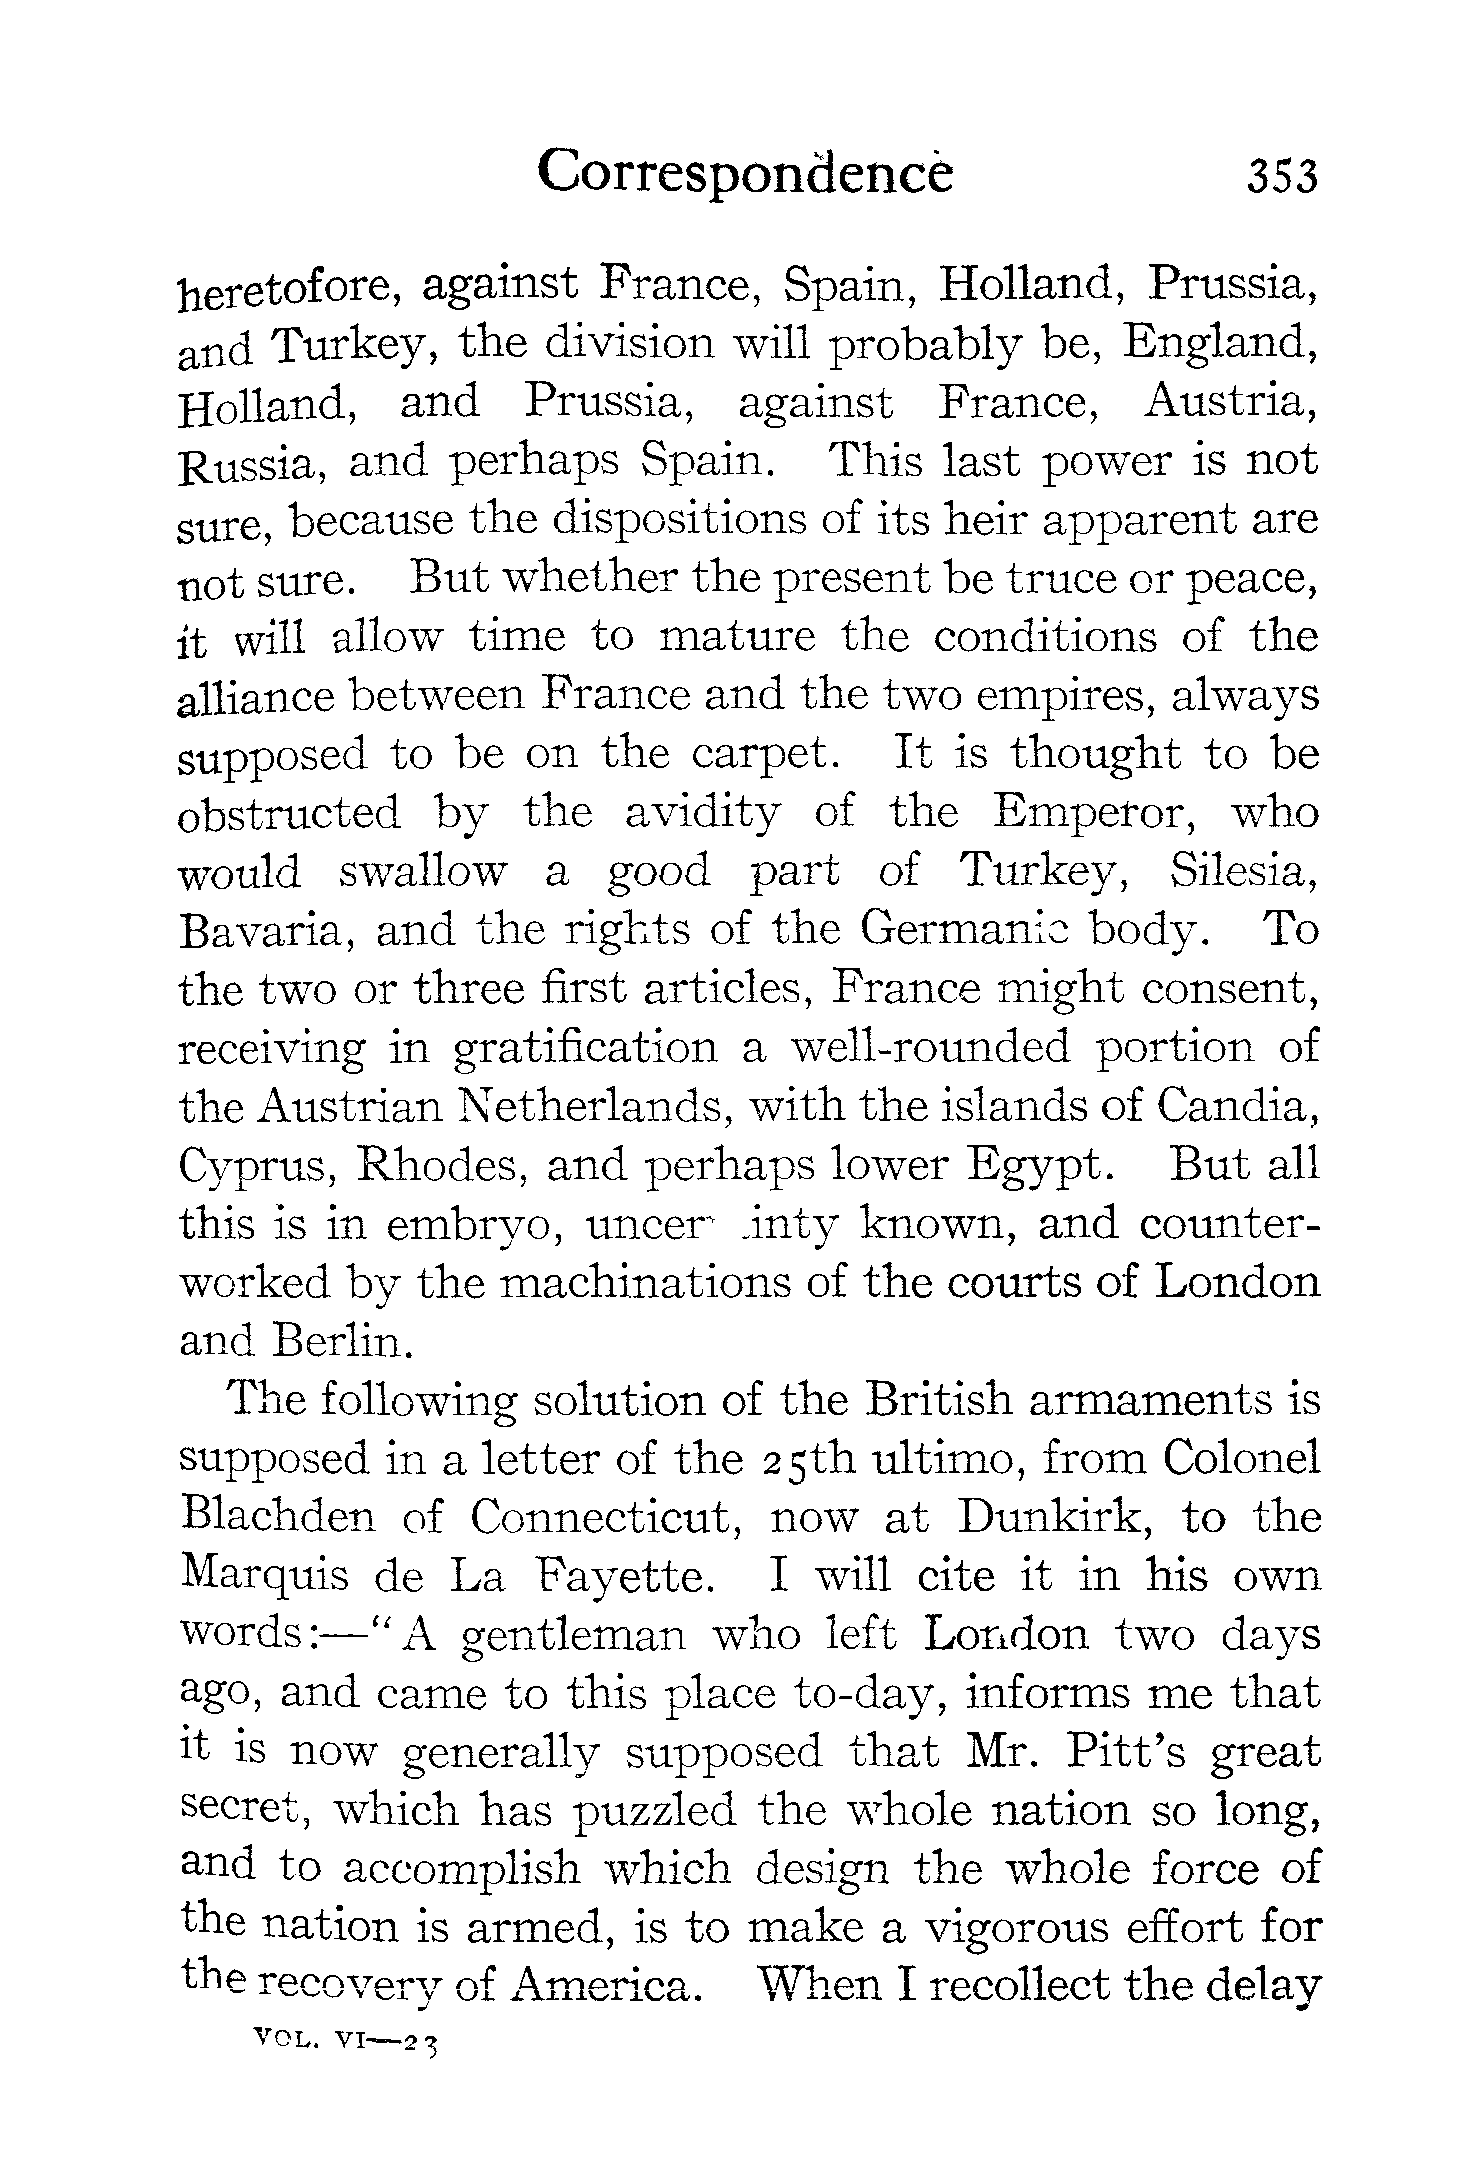 Correspondence 353
heretofore, against France, Spain, Holland, Prussia,
and Turkey, the division will probably be, England,
Holland, and Prussia, against France, Austria,
Russia, and perhaps Spain. This last power is not
sure, because the dispositions of its heir apparent are
not sure. But whether the present be truce or peace,
it will allow time to mature the conditions of the
alliance between France and the two empires, always
supposed to be on the carpet. It is thought to be
obstructed by the avidity of the Emperor, who
would swallow a good part of Turkey, Silesia,
Bavaria, and the rights of the Germanic body. To
the two or three first articles, France might consent,
receiving in gratification a well-rounded portion of
the Austrian Netherlands, with the islands of Candia,
Cyprus, Rhodes, and perhaps lower Egypt. But all
this is in embryo, known, and counter-
worked by the machinations of the courts of London
and Berlin.
The following solution of the British armaments is
supposed in a letter of the 25th ultimo, from Colonel
Blachden of Connecticut, now at Dunkirk, to the
Marquis de La Fayette. I will cite it in his own
words:—“A gentleman who left London two days
ago, and came to this place to-day, informs me that
it is now generally supposed that Mr. Pitt’s great
secret, which has puzzled the whole nation so long,
and to accomplish which design the whole force of
the nation is armed, is to make a vigorous effort for
the recovery of America. When I recollect the delay
VOL. VI—23